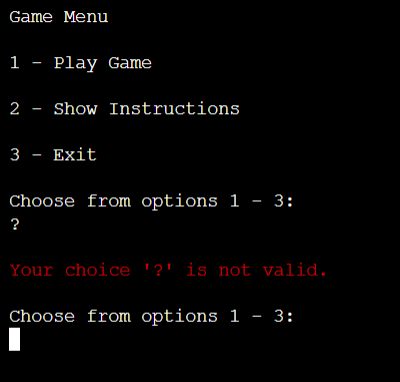 Game Menu
1 - Play Game
2 - Show Instructions
3 - Exit
Choose from options 1 - 3:
?
Your choice '?' is not valid.
Choose from options 1 - 3: